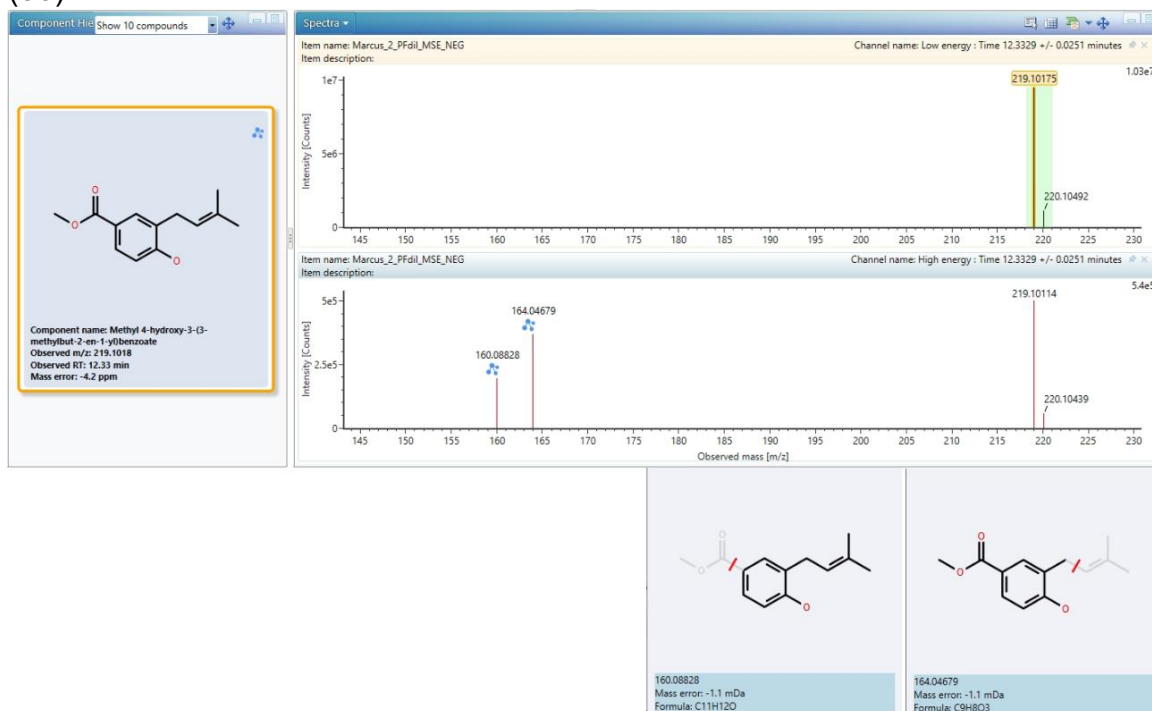 Component Hie
Show 10 compounds
O
O
O
Component name: Methyl 4-hydroxy-3-(3-
methylbut-2-en-1-yl)benzoate
Observed m/z: 219.1018
Observed RT: 12.33 min
Mass error: -4.2 ppm
Spectra
Item name: Marcus_2_PFdil_MSE_NEG
Channel name: Low energy : Time 12.3329 +/- 0.0251 minutes
Item description:
1.03e7
1e7
219.10175
Intensity [Counts]
5e6
220.10492
0
145 150 155 160 165 170 175 180 185 190 195 200 205 210 215 220 225 230
Item name: Marcus_2_PFdil_MSE_NEG
Channel name: High energy : Time 12.3329 +/- 0.0251 minutes
Item description:
5.4e5
5e5
219.10114
164.04679
Intensity [Counts]
2.5e5
160.08828
220.10439
0
145 150 155 160 165 170 175 180 185 190 195 200 205 210 215 220 225 230
Observed mass [m/z]
O
O
O
160.08828
Mass error: -1.1 mDa
Formula: C11H12O
O
O
O
164.04679
Mass error: -1.1 mDa
Formula: C9H8O3